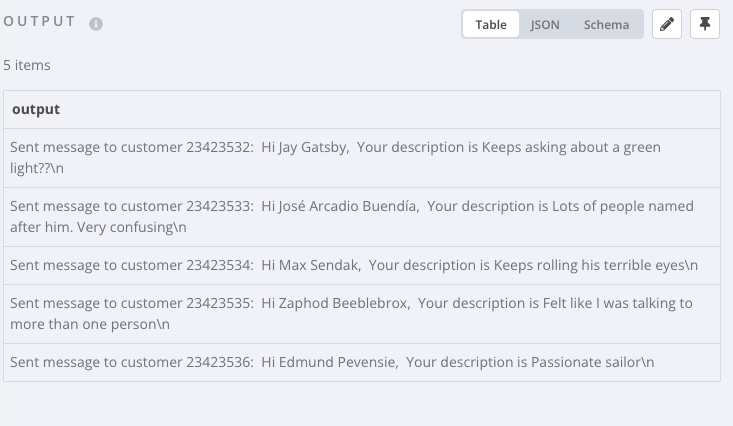 OUTPUT
Table JSON Schema
5 items
output
Sent message to customer 23423532:  Hi Jay Gatsby,  Your description is Keeps asking about a green
light??\n
Sent message to customer 23423533:  Hi José Arcadio Buendía,  Your description is Lots of people named
after him. Very confusing\n
Sent message to customer 23423534:  Hi Max Sendak,  Your description is Keeps rolling his terrible eyes\n
Sent message to customer 23423535:  Hi Zaphod Beeblebrox,  Your description is Felt like I was talking to
more than one person\n
Sent message to customer 23423536:  Hi Edmund Pevensie,  Your description is Passionate sailor\n